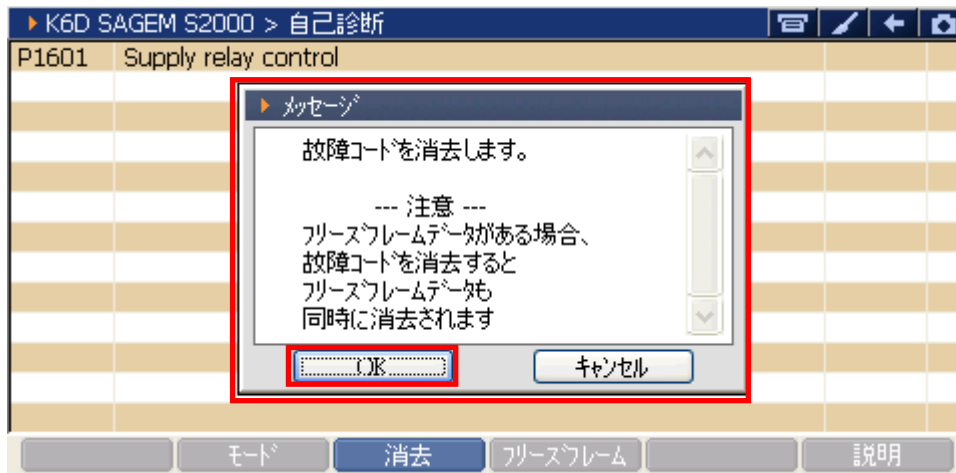 K6D SAGEM S2000 > 自己診断
P1601 Supply relay control
メッセージ
故障コードを消去します。
--- 注意 ---
フリーズフレームデータがある場合、
故障コードを消去すると
フリーズフレームデータも
同時に消去されます
OK キャンセル
モード 消去 フリーズフレーム 説明